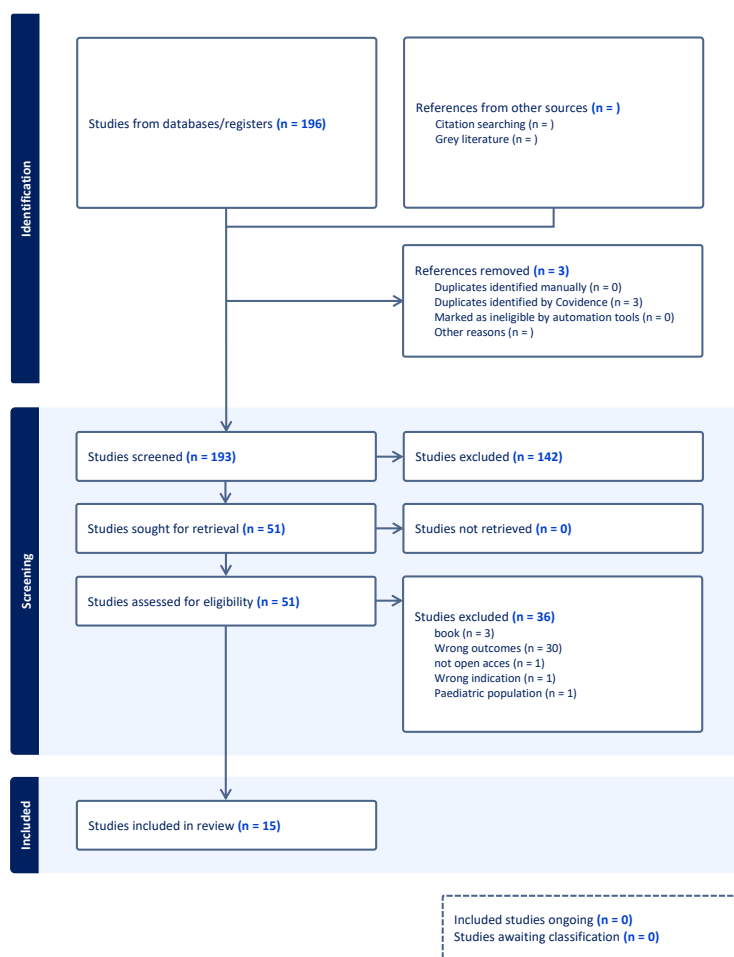 Identification
Studies from databases/registers (n = 196)
References from other sources (n = )
Citation searching (n = )
Grey literature (n = )
References removed (n = 3)
Duplicates identified manually (n = 0)
Duplicates identified by Covidence (n = 3)
Marked as ineligible by automation tools (n = 0)
Other reasons (n = )
Screening
Studies screened (n = 193)
Studies excluded (n = 142)
Studies sought for retrieval (n = 51)
Studies not retrieved (n = 0)
Studies assessed for eligibility (n = 51)
Studies excluded (n = 36)
book (n = 3)
Wrong outcomes (n = 30)
not open acces (n = 1)
Wrong indication (n = 1)
Paediatric population (n = 1)
Included
Studies included in review (n = 15)
Included studies ongoing (n = 0)
Studies awaiting classification (n = 0)